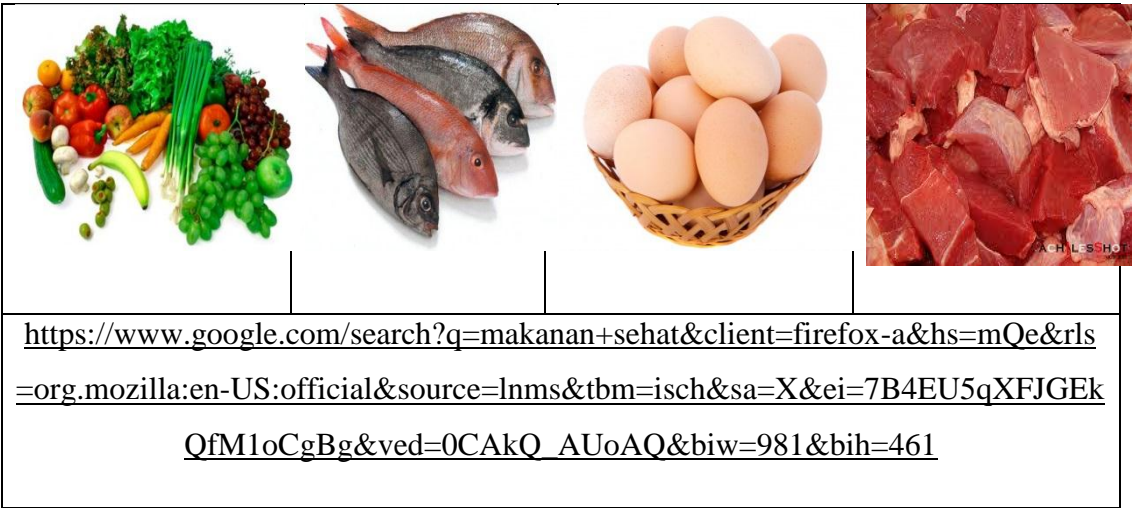 ACHLESSHOT
https://www.google.com/search?q=makanan+sehat&client=firefox-a&hs=mQe&rls
=org.mozilla:en-US:official&source=lnms&tbm=isch&sa=X&ei=7B4EU5qXFJGEk
QfM1oCgBg&ved=0CAkQ_AUoAQ&biw=981&bih=461